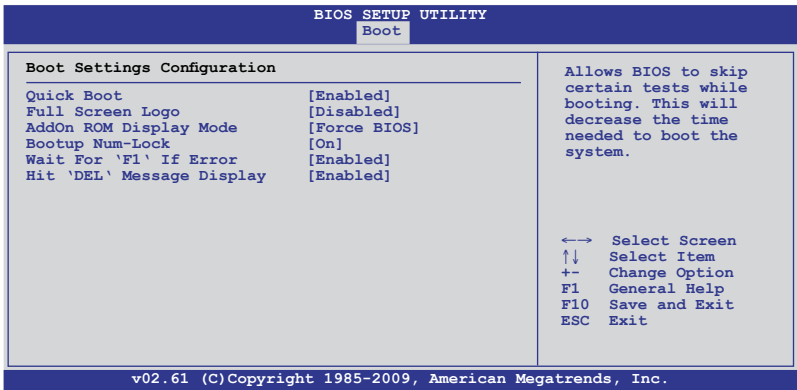 BIOS SETUP UTILITY
Boot
Boot Settings Configuration
Quick Boot [Enabled]
Full Screen Logo [Disabled]
AddOn ROM Display Mode [Force BIOS]
Bootup Num-Lock [On]
Wait For ‘F1‘ If Error [Enabled]
Hit ‘DEL‘ Message Display [Enabled]
Allows BIOS to skip
certain tests while
booting. This will
decrease the time
needed to boot the
system.
←→ Select Screen
↑↓ Select Item
+- Change Option
F1 General Help
F10 Save and Exit
ESC Exit
v02.61 (C)Copyright 1985-2009, American Megatrends, Inc.